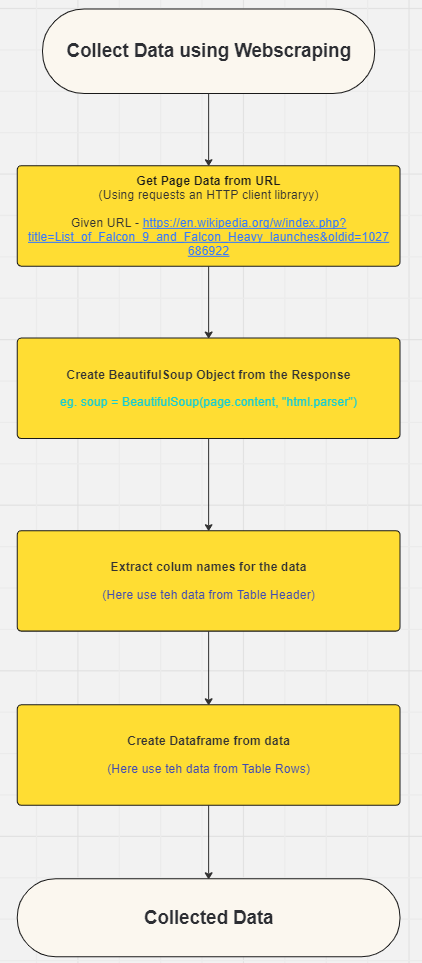 Collect Data using Webscraping
Get Page Data from URL
(Using requests an HTTP client libraryy)
Given URL - https://en.wikipedia.org/w/index.php?
title=List_of_Falcon_9_and_Falcon_Heavy_launches&oldid=1027
686922
Create BeautifulSoup Object from the Response
eg. soup = BeautifulSoup(page.content, "html.parser")
Extract colum names for the data
(Here use teh data from Table Header)
Create Dataframe from data
(Here use teh data from Table Rows)
Collected Data